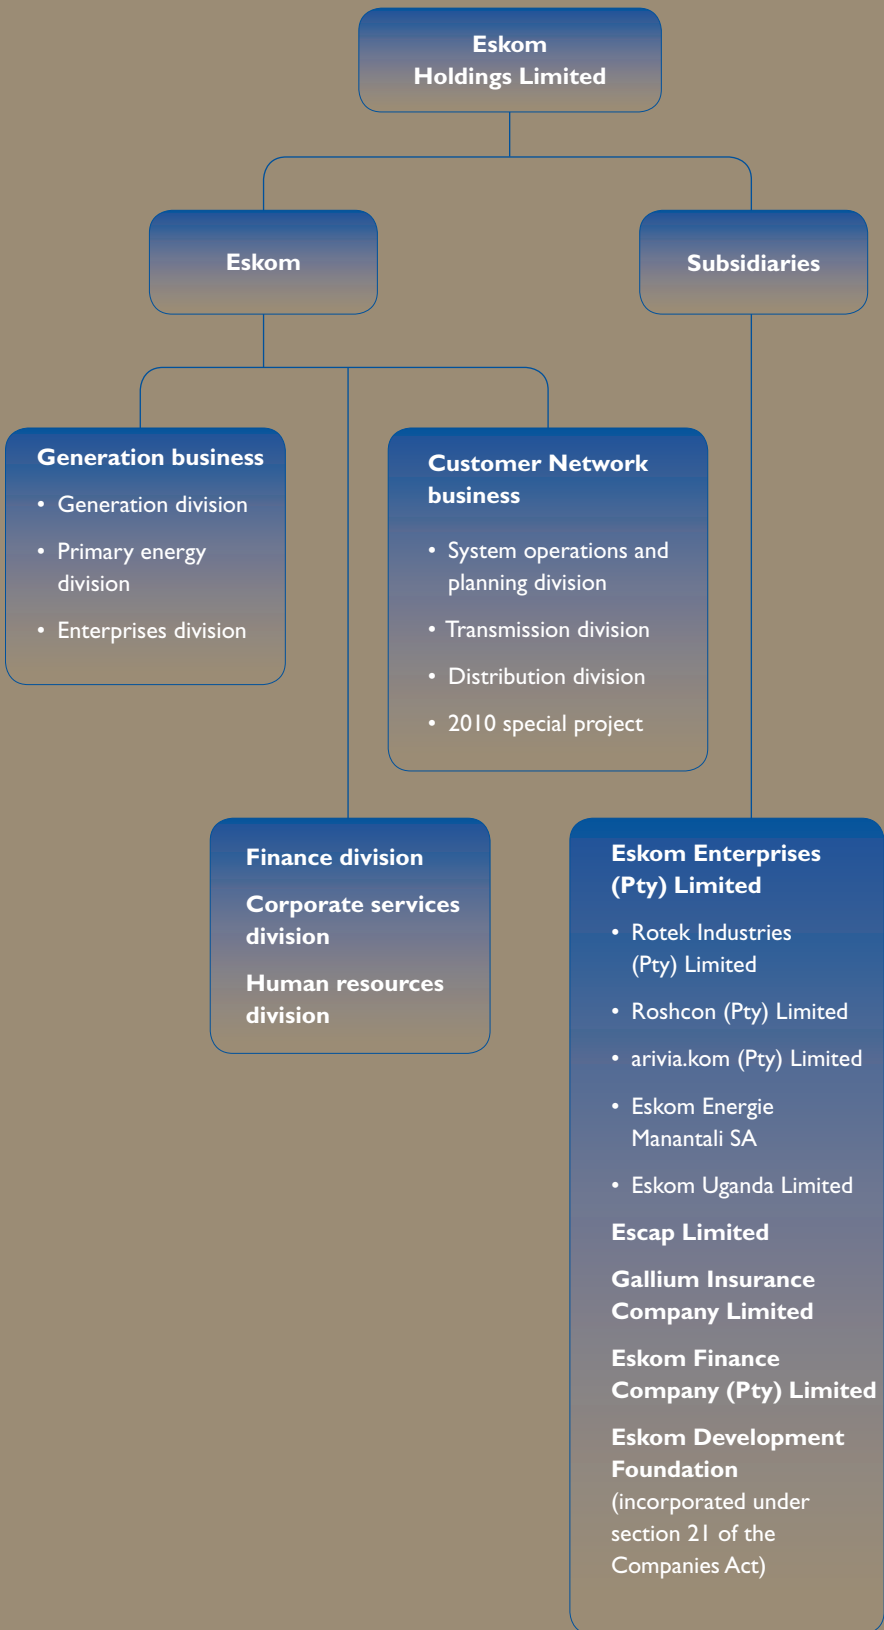 Eskom
Holdings Limited
Eskom
Subsidiaries
Generation business
• Generation division
• Primary energy
division
• Enterprises division
Customer Network
business
• System operations and
planning division
• Transmission division
• Distribution division
• 2010 special project
Finance division
Corporate services
division
Human resources
division
Eskom Enterprises
(Pty) Limited
• Rotek Industries
(Pty) Limited
• Roshcon (Pty) Limited
• arivia.kom (Pty) Limited
• Eskom Energie
Manantali SA
• Eskom Uganda Limited
Escap Limited
Gallium Insurance
Company Limited
Eskom Finance
Company (Pty) Limited
Eskom Development
Foundation
(incorporated under
section 21 of the
Companies Act)